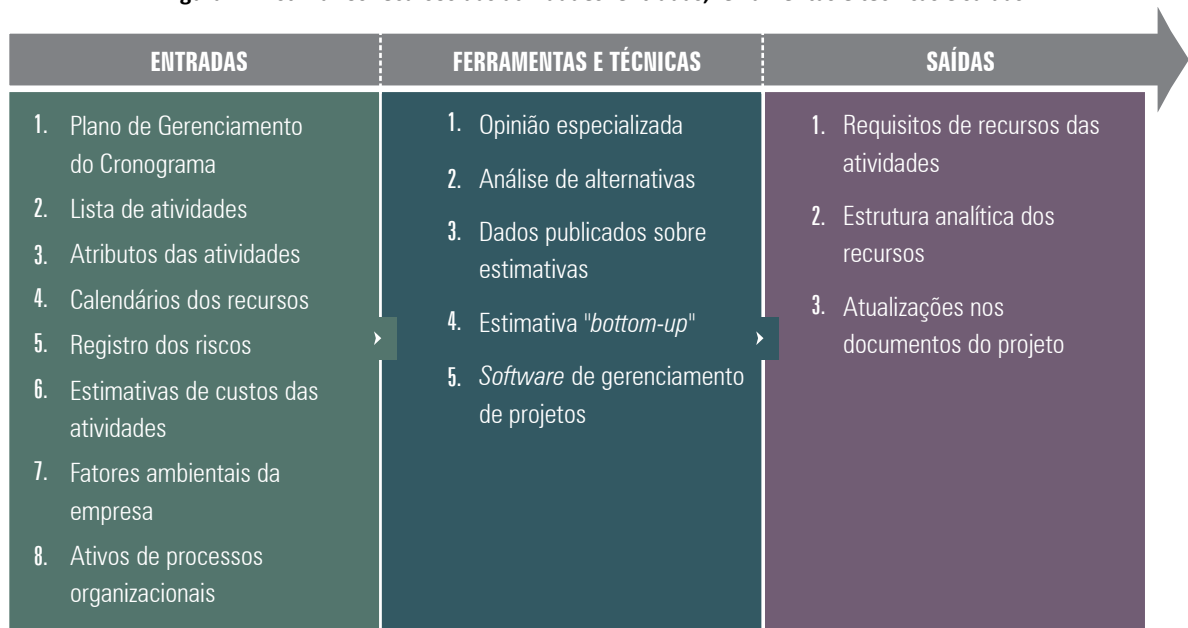 ENTRADAS
FERRAMENTAS E TÉCNICAS
SAÍDAS
1. Plano de Gerenciamento
do Cronograma
2. Lista de atividades
3. Atributos das atividades
4. Calendários dos recursos
5. Registro dos riscos
6. Estimativas de custos das
atividades
7. Fatores ambientais da
empresa
8. Ativos de processos
organizacionais
1. Opinião especializada
2. Análise de alternativas
3. Dados publicados sobre
estimativas
4. Estimativa "bottom-up"
5. Software de gerenciamento
de projetos
1. Requisitos de recursos das
atividades
2. Estrutura analítica dos
recursos
3. Atualizações nos
documentos do projeto